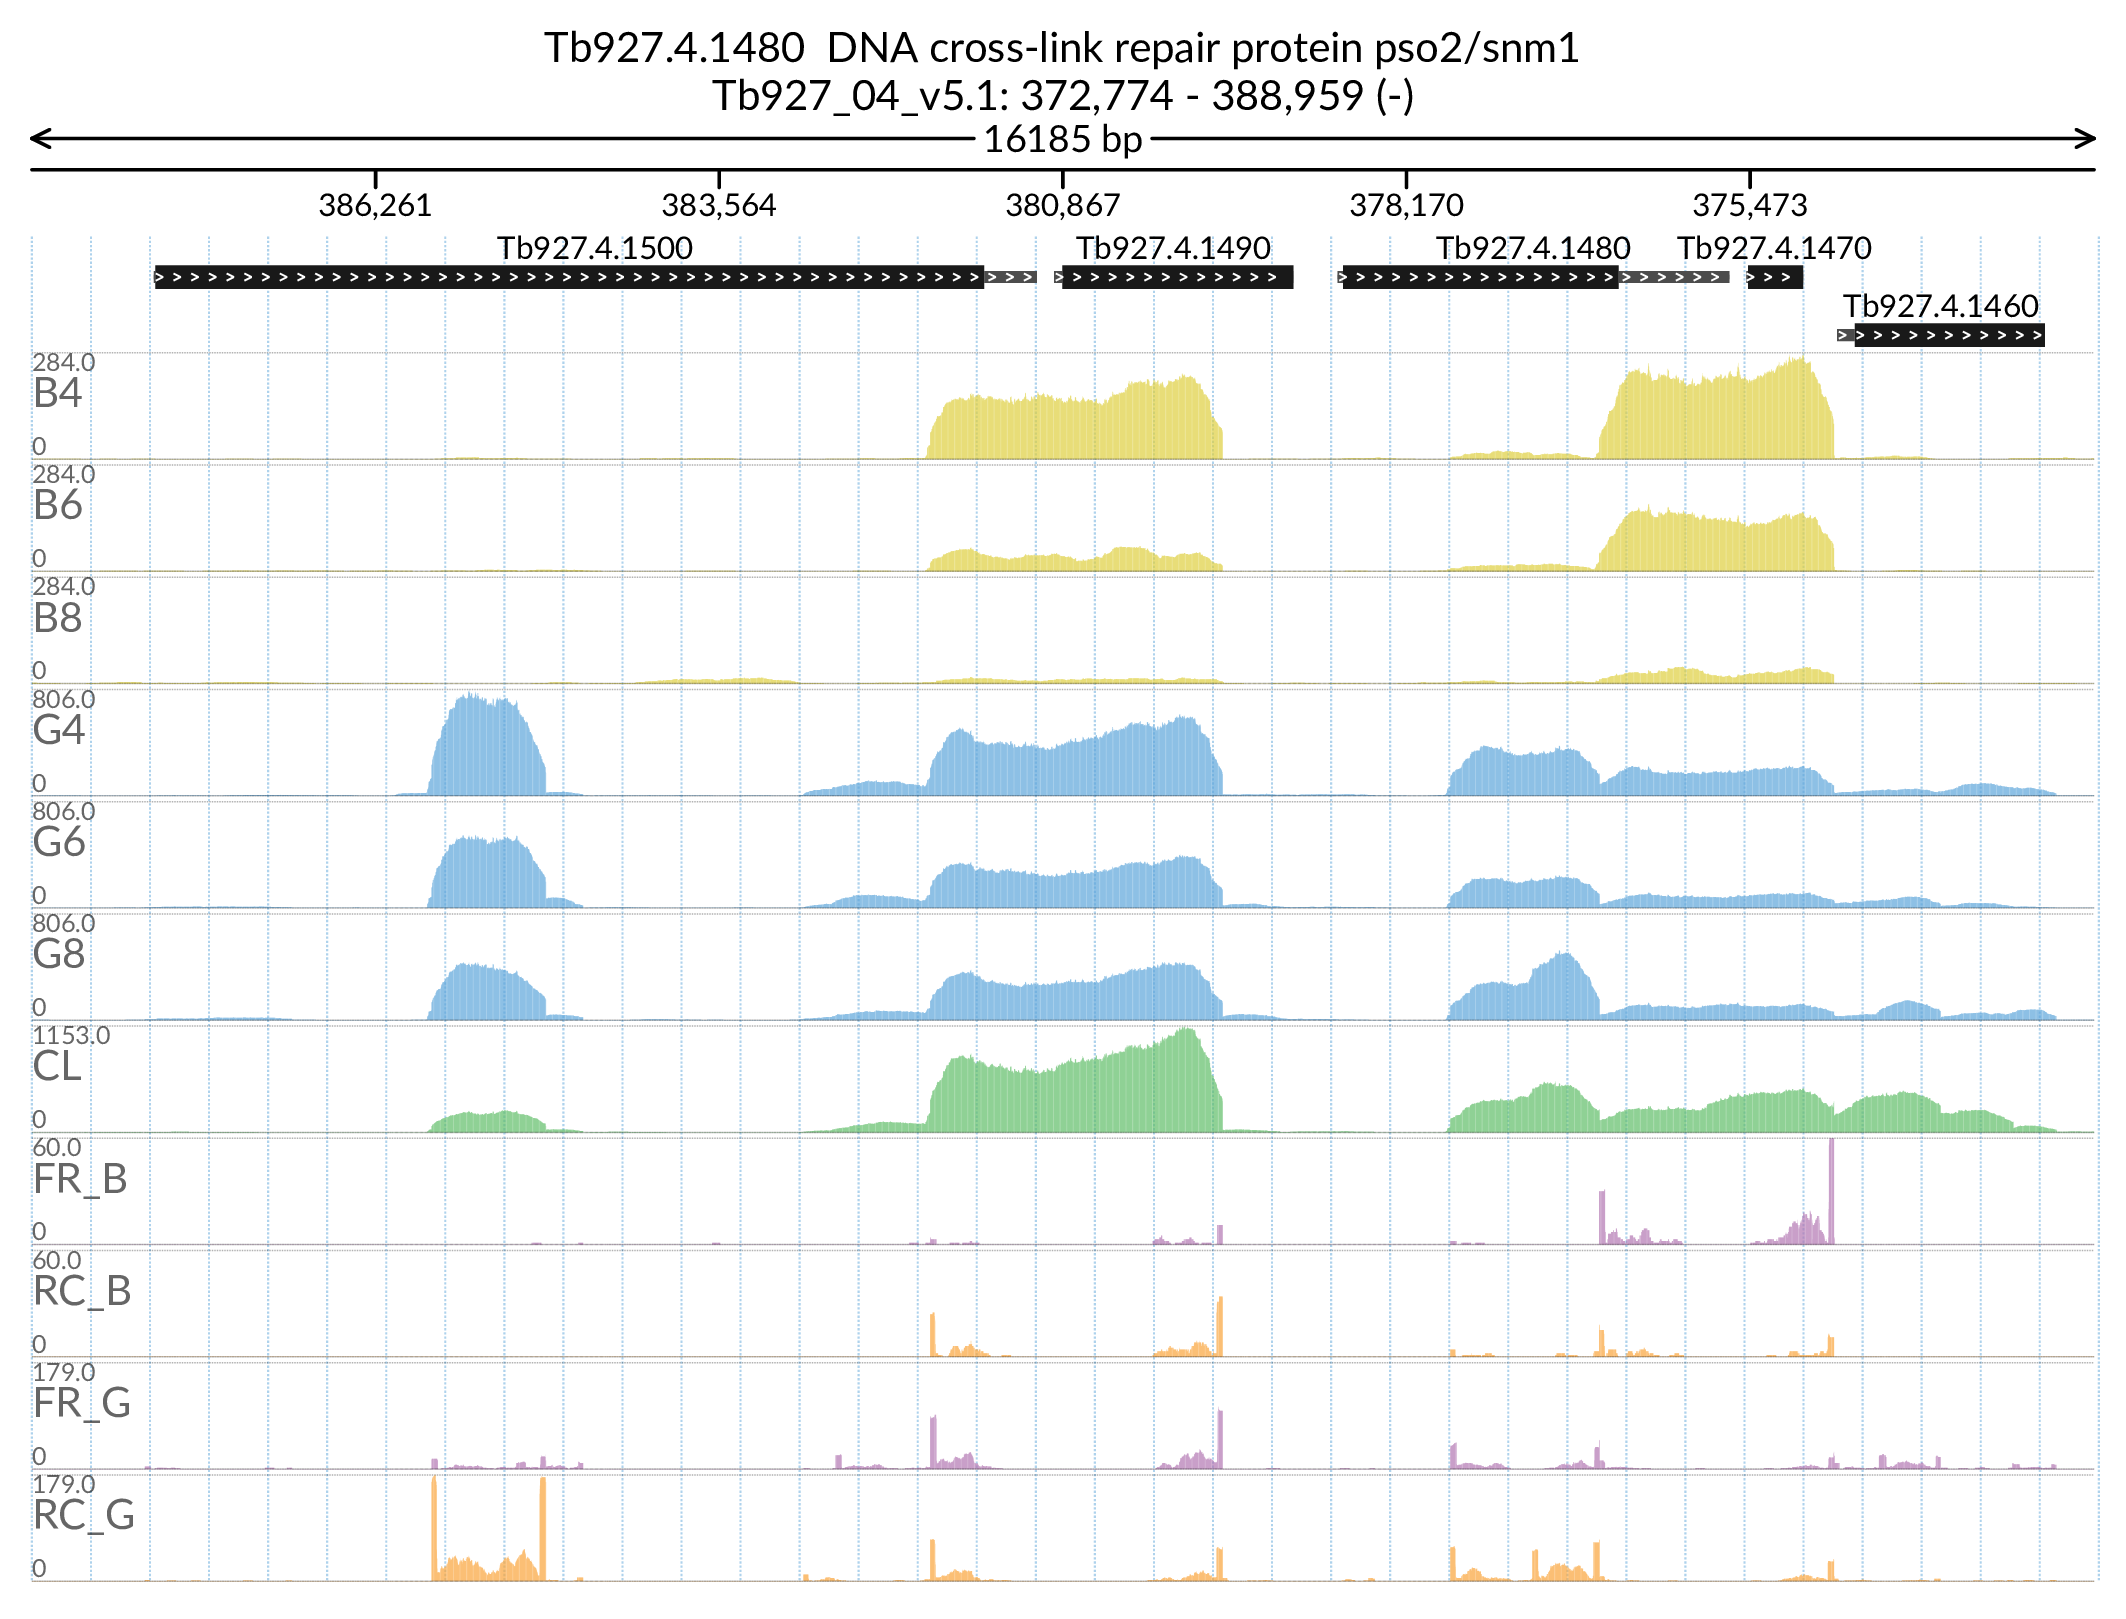 Tb927.4.1480  DNA cross-link repair protein pso2/snm1
Tb927_04_v5.1: 372,774 - 388,959 (-)
16185 bp
386,261 383,564 380,867 378,170 375,473
Tb927.4.1500 Tb927.4.1490 Tb927.4.1480 Tb927.4.1470
Tb927.4.1460
284.0
B4
0
284.0
B6
0
284.0
B8
0
806.0
G4
0
806.0
G6
0
806.0
G8
0
1153.0
CL
0
60.0
FR_B
0
60.0
RC_B
0
179.0
FR_G
0
179.0
RC_G
0